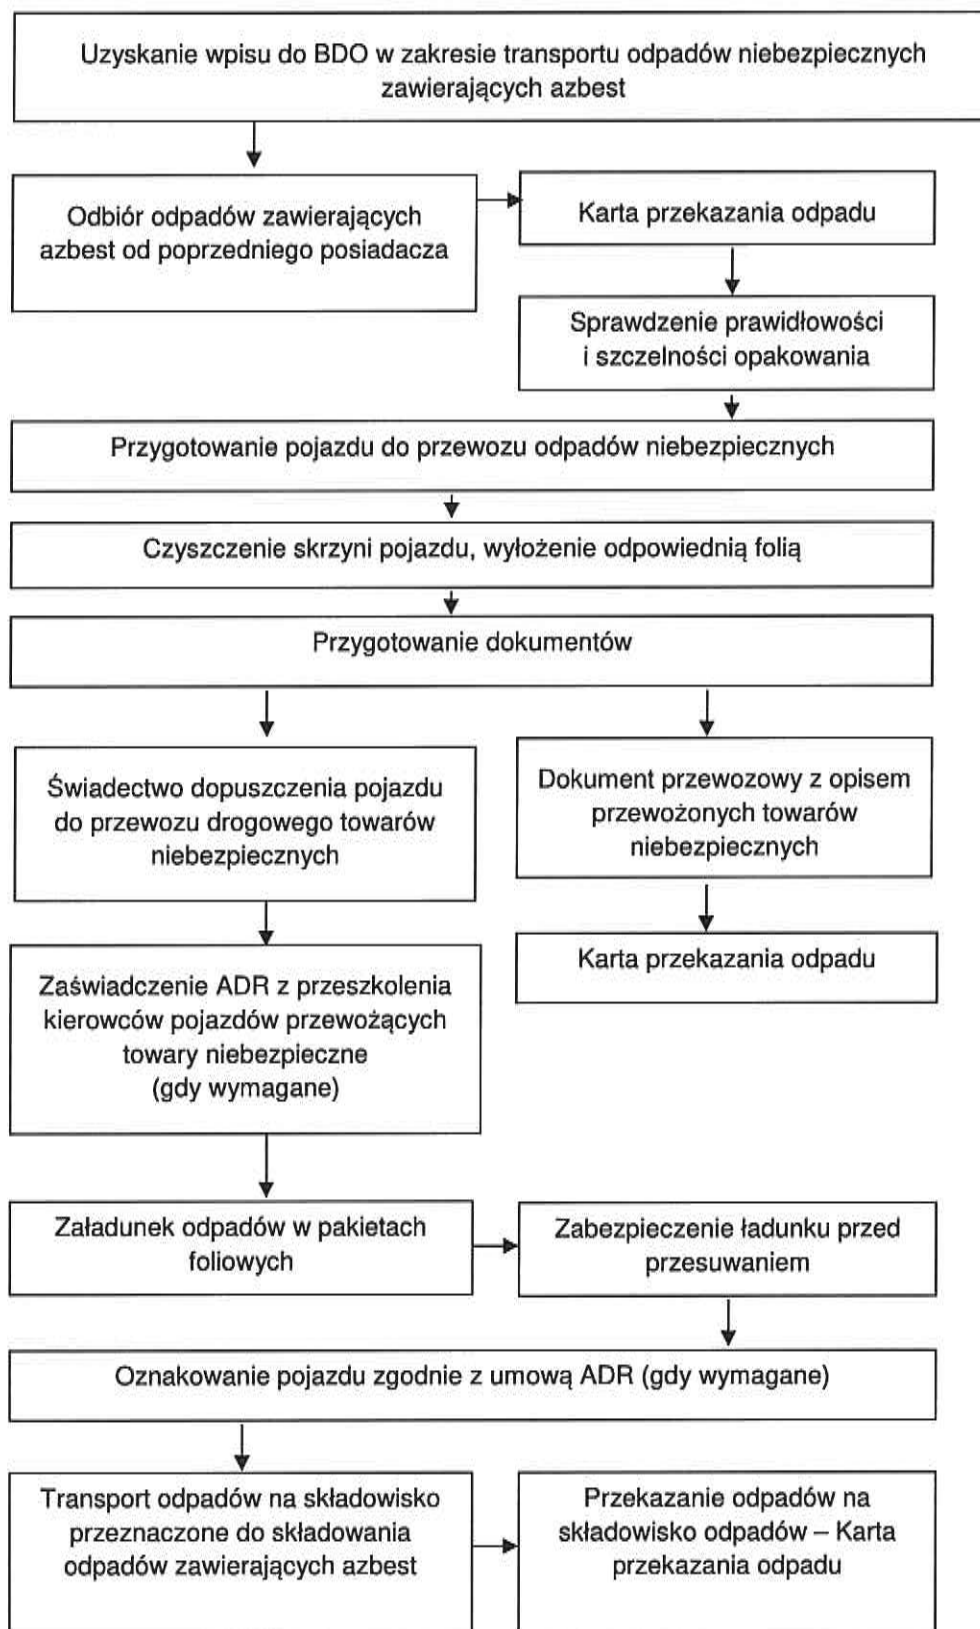 Uzyskanie wpisu do BDO w zakresie transportu odpadów niebezpiecznych
zawierających azbest
Odbiór odpadów zawierających
azbest od poprzedniego posiadacza
Karta przekazania odpadu
Sprawdzenie prawidłowości
i szczelności opakowania
Przygotowanie pojazdu do przewozu odpadów niebezpiecznych
Czyszczenie skrzyni pojazdu, wyłożenie odpowiednią folią
Przygotowanie dokumentów
Świadectwo dopuszczenia pojazdu
do przewozu drogowego towarów
niebezpiecznych
Dokument przewozowy z opisem
przewożonych towarów
niebezpiecznych
Karta przekazania odpadu
Zaświadczenie ADR z przeszkolenia
kierowców pojazdów przewożących
towary niebezpieczne
(gdy wymagane)
Załadunek odpadów w pakietach
foliowych
Zabezpieczenie ładunku przed
przesuwaniem
Oznakowanie pojazdu zgodnie z umową ADR (gdy wymagane)
Transport odpadów na składowisko
przeznaczone do składowania
odpadów zawierających azbest
Przekazanie odpadów na
składowisko odpadów – Karta
przekazania odpadu